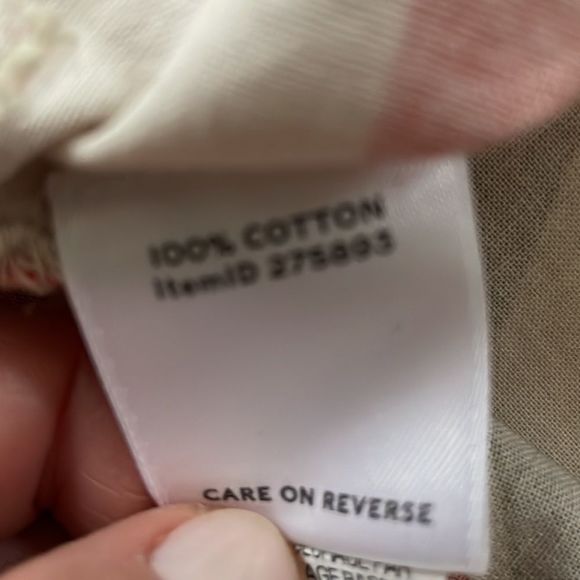 100% COTTON
ItemID 275893
CARE ON REVERSE